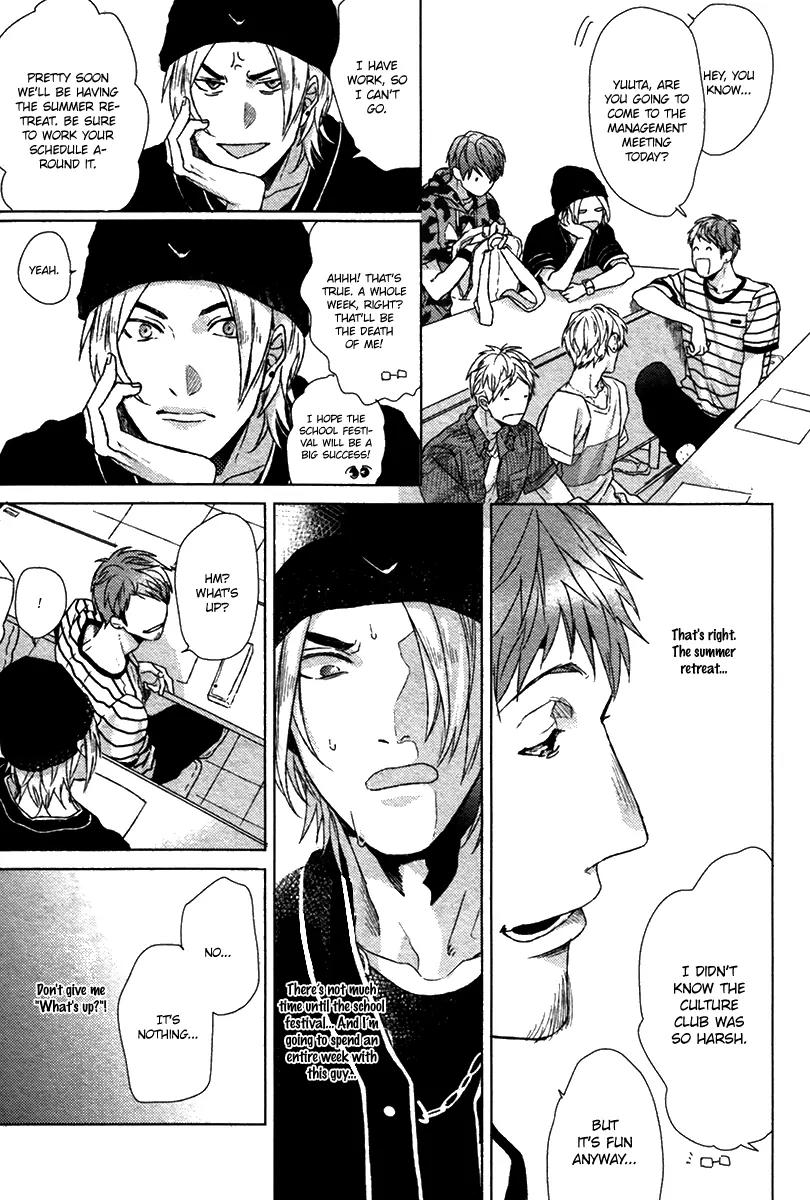 HEY, YOU
KNOW...
YUUTA, ARE
YOU GOING TO
COME TO THE
MANAGEMENT
MEETING
TODAY?
I HAVE
WORK, SO
I CAN'T
GO.
PRETTY SOON
WE'LL BE HAVING
THE SUMMER RE-
TREAT. BE SURE
TO WORK YOUR
SCHEDULE A-
ROUND IT.
AHHH! THAT'S
TRUE. A WHOLE
WEEK, RIGHT?
THAT'LL BE
THE DEATH
OF ME!
I HOPE THE
SCHOOL FESTI-
VAL WILL BE A
BIG SUCCESS!
YEAH.
That's right.
The summer
retreat...
I DIDN'T
KNOW THE
CULTURE
CLUB WAS
SO HARSH.
BUT
IT'S FUN
ANYWAY...
There's not much
time until the school
festival... And I'm
going to spend an
entire week with
this guy...
HM?
WHAT'S
UP?
!
NO...
IT'S
NOTHING...
Don't give me
"What's up?"!